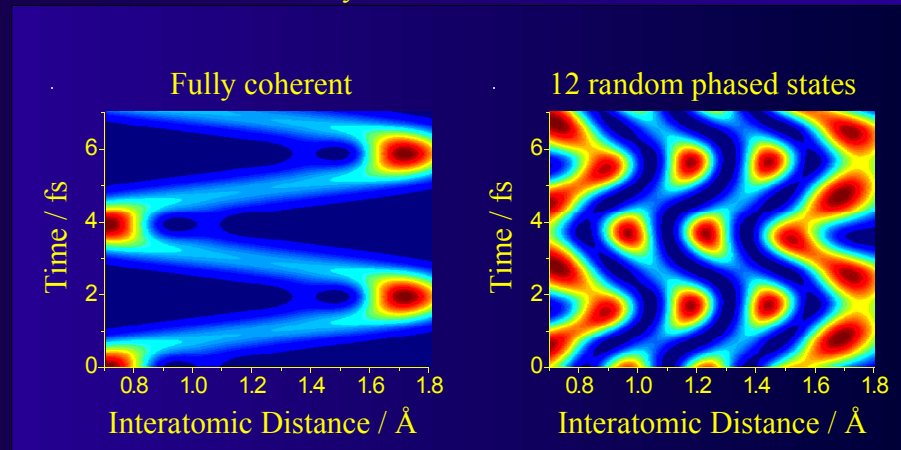 Fully coherent
12 random phased states
Time / fs
6
4
2
0
0.8 1.0 1.2 1.4 1.6 1.8
Interatomic Distance / Å
Time / fs
6
4
2
0
0.8 1.0 1.2 1.4 1.6 1.8
Interatomic Distance / Å